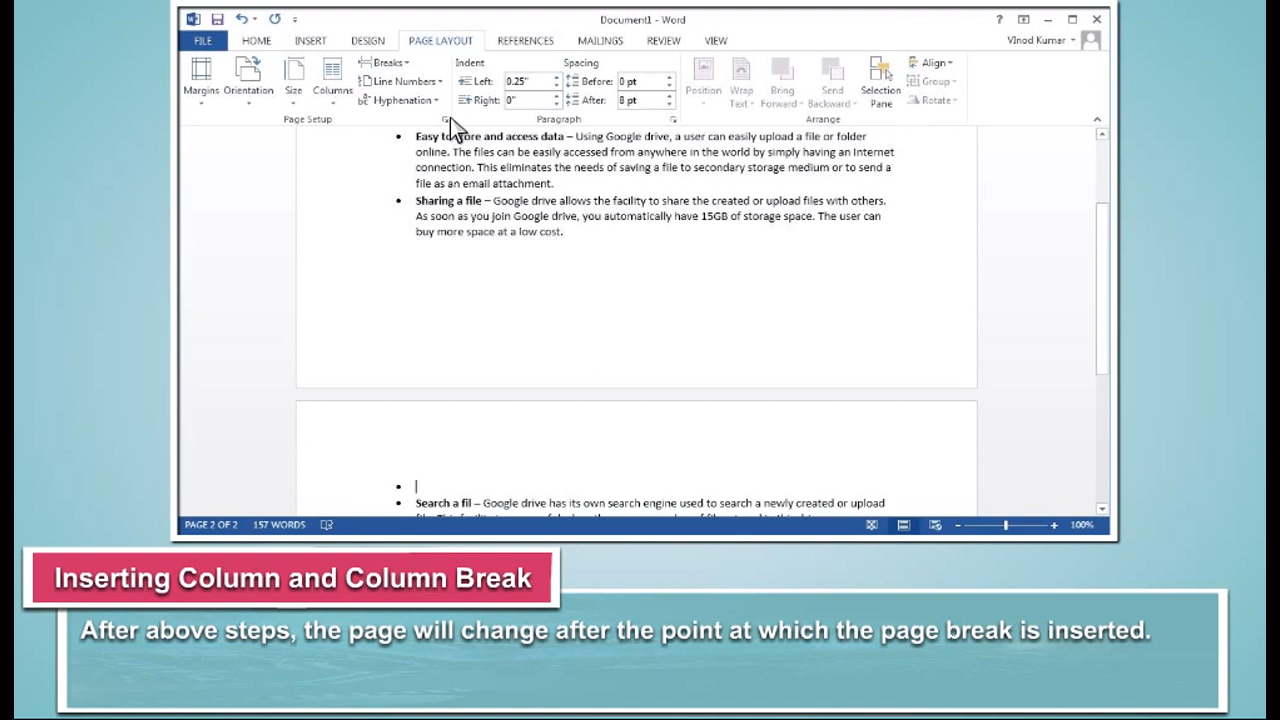 Document1 - Word
?
FILE HOME INSERT DESIGN PAGE LAYOUT REFERENCES MAILINGS REVIEW VIEW Vinod Kumar
Margins Orientation Size Columns
Breaks
Line Numbers
Hyphenation
Page Setup
Indent Spacing
Left: 0.25" Before: 0 pt
Right: 0" After: 8 pt
Paragraph
Position Wrap Text Bring Forward Send Backward Selection Pane
Align
Group
Rotate
Arrange
• Easy to store and access data – Using Google drive, a user can easily upload a file or folder
online. The files can be easily accessed from anywhere in the world by simply having an Internet
connection. This eliminates the needs of saving a file to secondary storage medium or to send a
file as an email attachment.
• Sharing a file – Google drive allows the facility to share the created or upload files with others.
As soon as you join Google drive, you automatically have 15GB of storage space. The user can
buy more space at a low cost.
•
• Search a fil – Google drive has its own search engine used to search a newly created or upload
PAGE 2 OF 2 157 WORDS 100%
Inserting Column and Column Break
After above steps, the page will change after the point at which the page break is inserted.